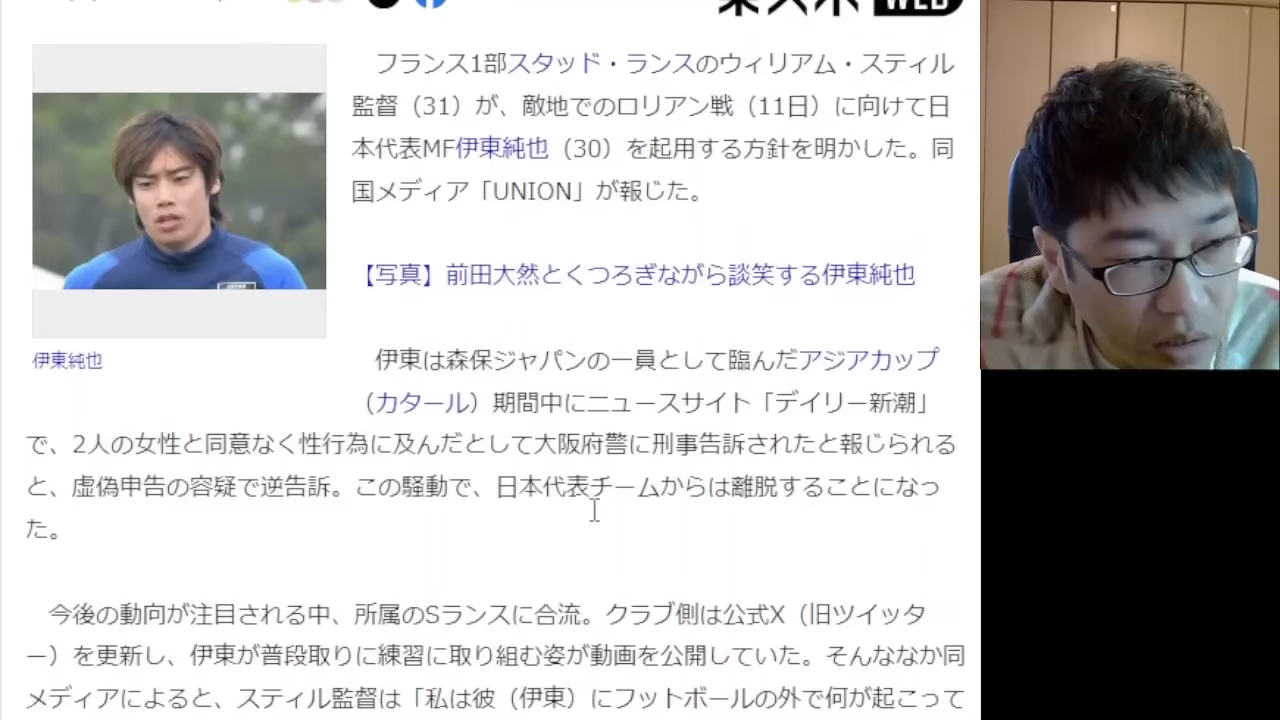 WEB
フランス1部スタッド・ランスのウィリアム・スティル
監督（31）が、敵地でのロリアン戦（11日）に向けて日
本代表MF伊東純也（30）を起用する方針を明かした。同
国メディア「UNION」が報じた。
【写真】前田大然とくつろぎながら談笑する伊東純也
伊東純也
伊東は森保ジャパンの一員として臨んだアジアカップ
（カタール）期間中にニュースサイト「デイリー新潮」
で、2人の女性と同意なく性行為に及んだとして大阪府警に刑事告訴されたと報じられる
と、虚偽申告の容疑で逆告訴。この騒動で、日本代表チームからは離脱することになっ
た。
今後の動向が注目される中、所属のSランスに合流。クラブ側は公式X（旧ツイッタ
ー）を更新し、伊東が普段取りに練習に取り組む姿が動画を公開していた。そんななか同
メディアによると、スティル監督は「私は彼（伊東）にフットボールの外で何が起こって